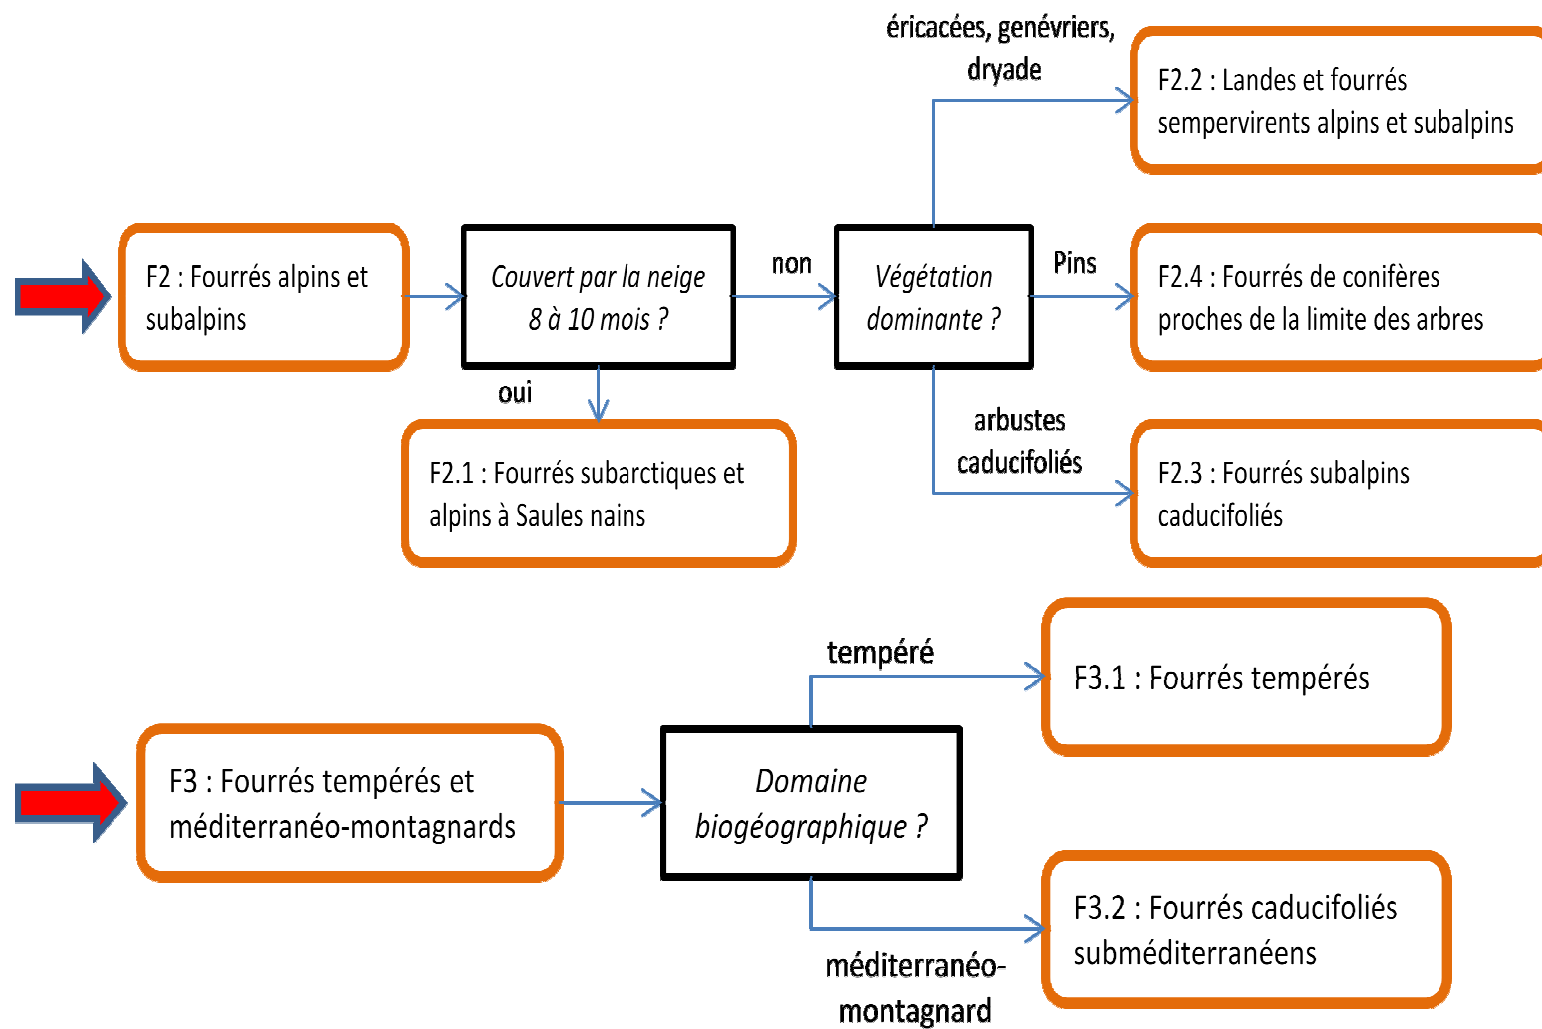 éricacées, genévriers,
dryade
F2.2 : Landes et fourrés
sempervirents alpins et subalpins
F2 : Fourrés alpins et
subalpins
Couvert par la neige
8 à 10 mois ?
non
Végétation
dominante ?
Pins
F2.4 : Fourrés de conifères
proches de la limite des arbres
oui
F2.1 : Fourrés subarctiques et
alpins à Saules nains
arbustes
caducifoliés
F2.3 : Fourrés subalpins
caducifoliés
tempéré
F3.1 : Fourrés tempérés
F3 : Fourrés tempérés et
méditerranéo-montagnards
Domaine
biogéographique ?
méditerranéo-
montagnard
F3.2 : Fourrés caducifoliés
subméditerranéens